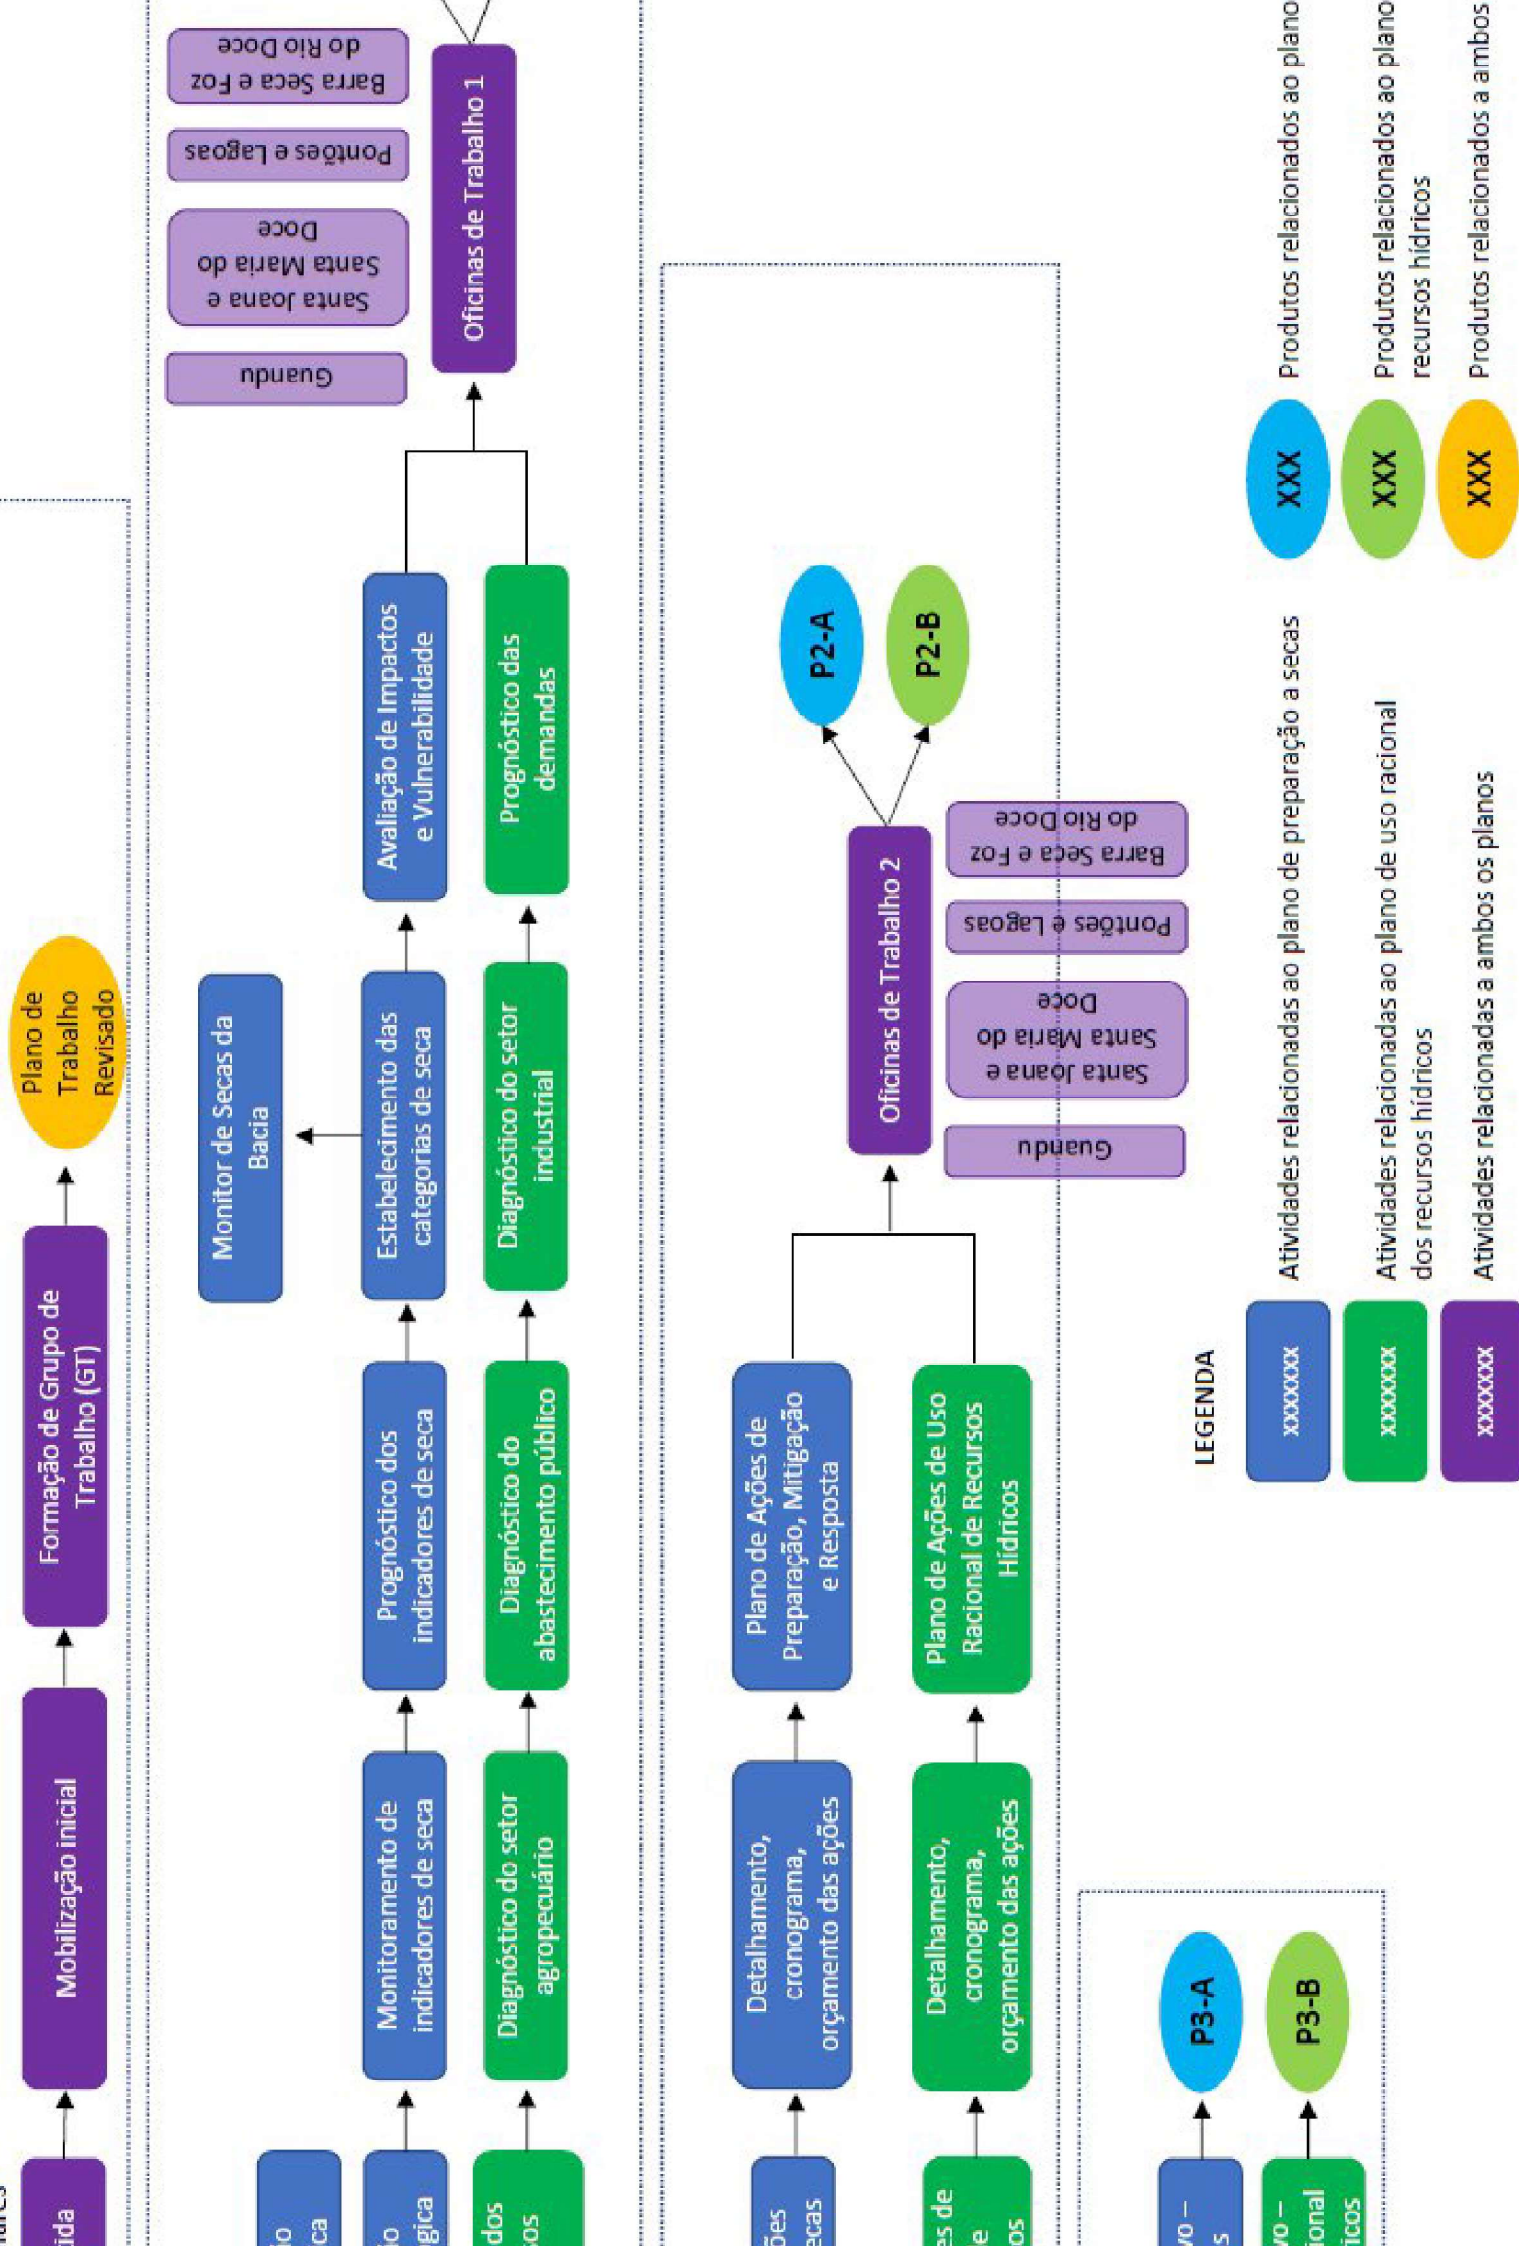 Mobilização inicial
Formação de Grupo de
Trabalho (GT)
Plano de
Trabalho
Revisado
Monitor de Secas da
Bacia
Monitoramento de
indicadores de seca
Prognóstico dos
indicadores de seca
Estabelecimento das
categorias de seca
Avaliação de Impactos
e Vulnerabilidade
dos
Diagnóstico do setor
agropecuário
Diagnóstico do
abastecimento público
Diagnóstico do setor
industrial
Prognóstico das
demandas
Oficinas de Trabalho 1
Guandu
Santa Joana e
Santa Maria do
Doce
Pontões e Lagoas
Barra Seca e Foz
do Rio Doce
Detalhamento,
cronograma,
orçamento das ações
Plano de Ações de
Preparação, Mitigação
e Resposta
es de
e
Detalhamento,
cronograma,
orçamento das ações
Plano de Ações de Uso
Racional de Recursos
Hídricos
Oficinas de Trabalho 2
Guandu
Santa Joana e
Santa Maria do
Doce
Pontões e Lagoas
Barra Seca e Foz
do Rio Doce
P2-A
P2-B
P3-A
P3-B
LEGENDA
xxxxxxx
Atividades relacionadas ao plano de preparação a secas
xxxxxxx
Atividades relacionadas ao plano de uso racional
dos recursos hídricos
xxxxxxx
Atividades relacionadas a ambos os planos
XXX
Produtos relacionados ao plano
XXX
Produtos relacionados ao plano
recursos hídricos
XXX
Produtos relacionados a ambos